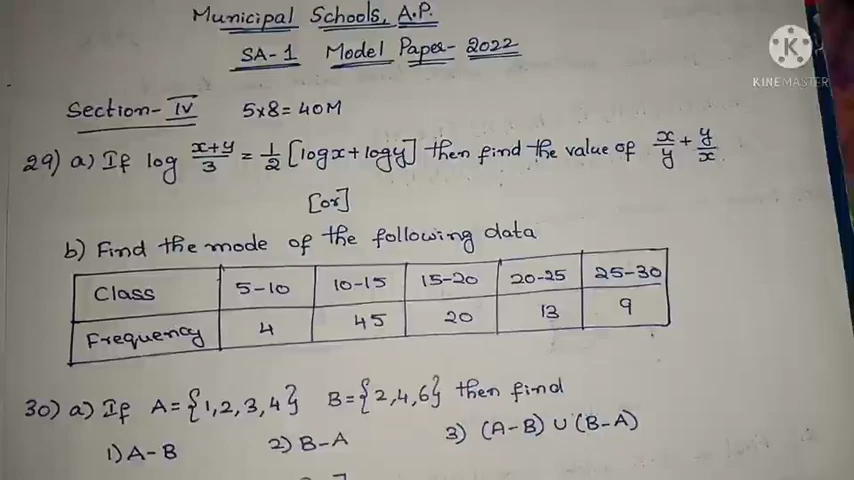 Municipal Schools, A.P.
SA-1 Model Paper-2022
KINEMASTER
Section-IV 5x8=40M
29) a) If log (x+y)/3 = 1/2 [logx+logy] then find the value of x/y + y/x
[or]
b) Find the mode of the following data
Class 5-10 10-15 15-20 20-25 25-30
Frequency 4 45 20 13 9
30) a) If A={1,2,3,4} B={2,4,6} then find
1) A-B 2) B-A 3) (A-B) ∪ (B-A)